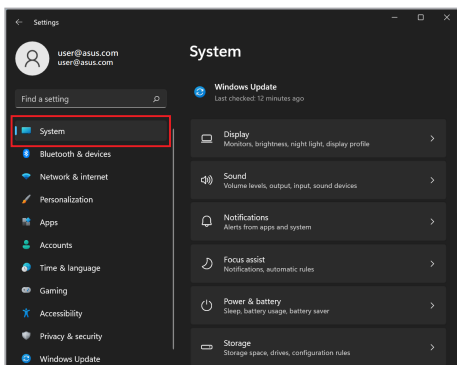 Settings
user@asus.com
user@asus.com
Find a setting
System
Bluetooth & devices
Network & internet
Personalization
Apps
Accounts
Time & language
Gaming
Accessibility
Privacy & security
Windows Update
System
Windows Update
Last checked: 12 minutes ago
Display
Monitors, brightness, night light, display profile
Sound
Volume levels, output, input, sound devices
Notifications
Alerts from apps and system
Focus assist
Notifications, automatic rules
Power & battery
Sleep, battery usage, battery saver
Storage
Storage space, drives, configuration rules